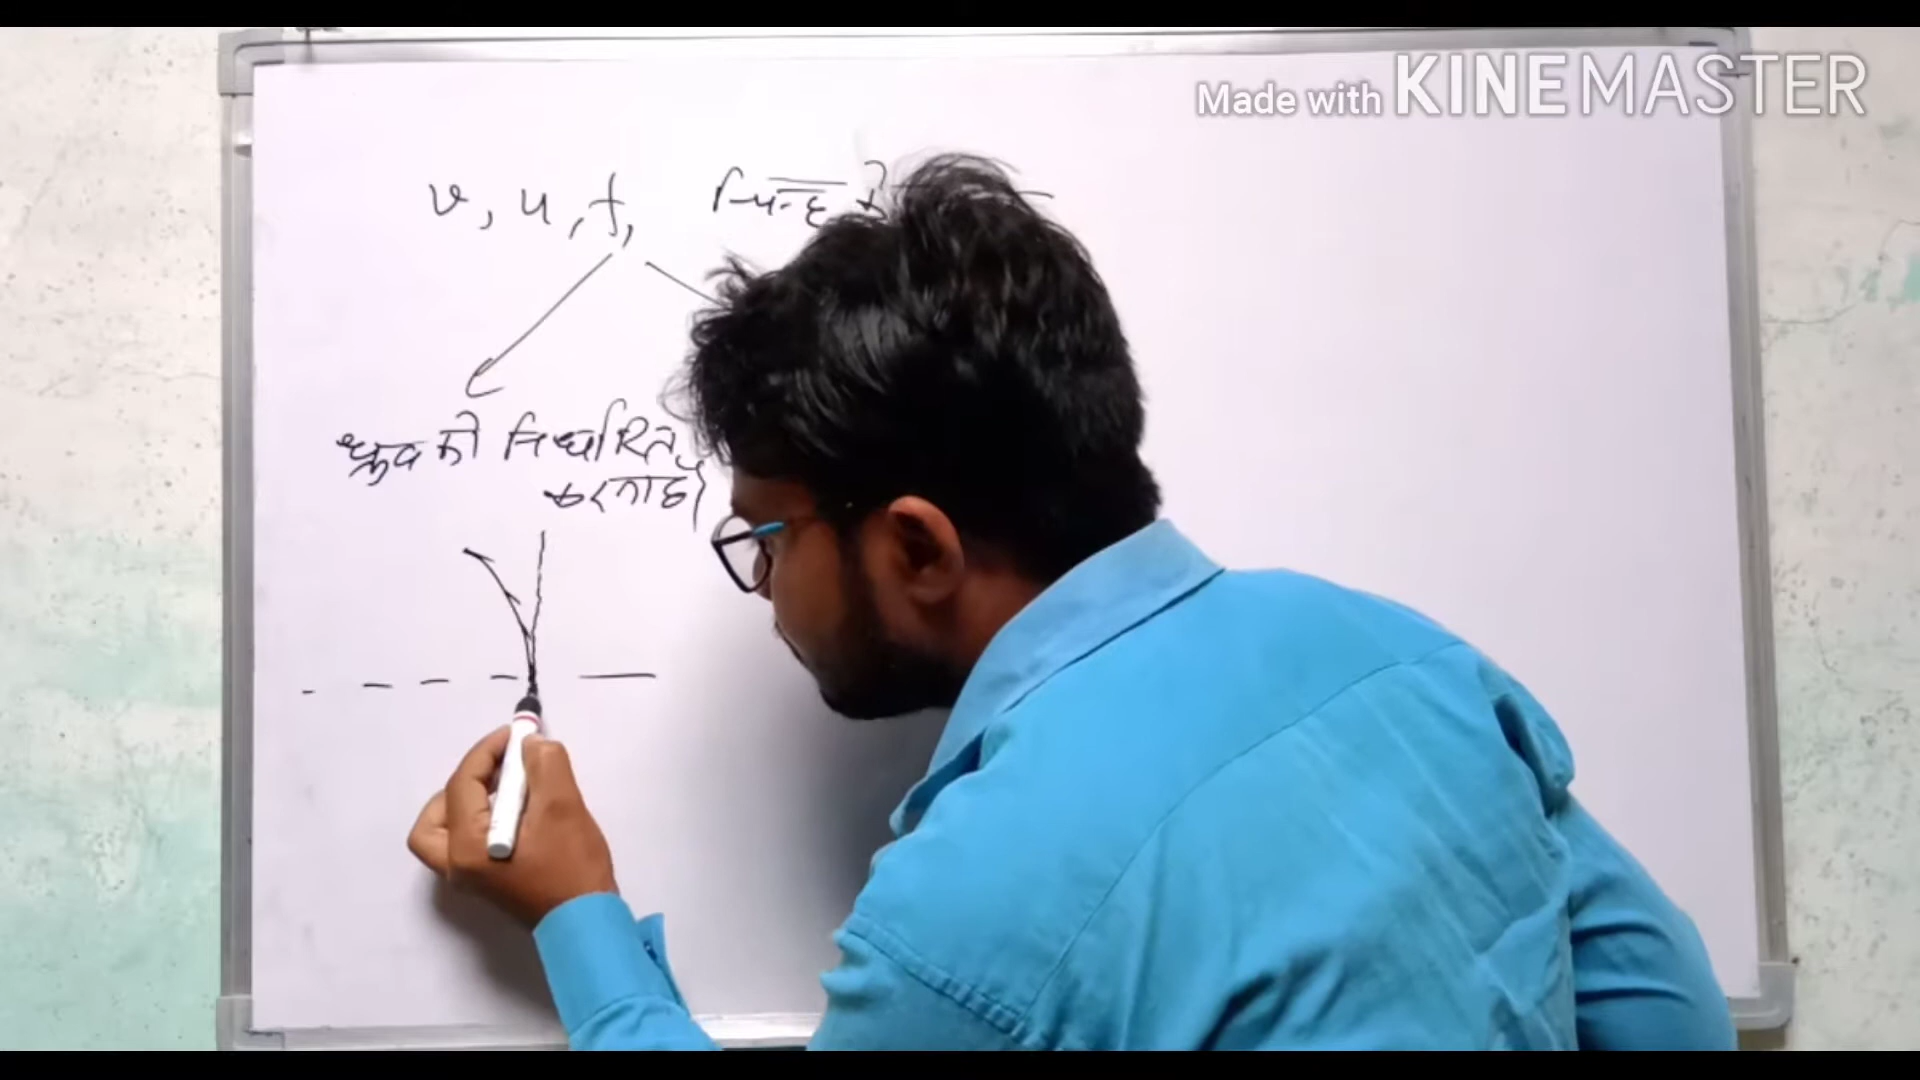 Made with KINEMASTER
v, u, f, चिन्ह
ध्रुव को निर्धारित
करता है